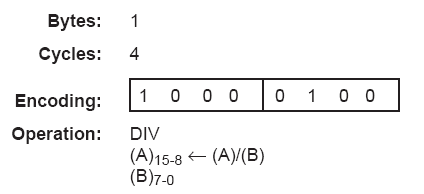 Bytes: 1
Cycles: 4
Encoding: 1 0 0 0 0 1 0 0
Operation: DIV
(A)15-8 ← (A)/(B)
(B)7-0